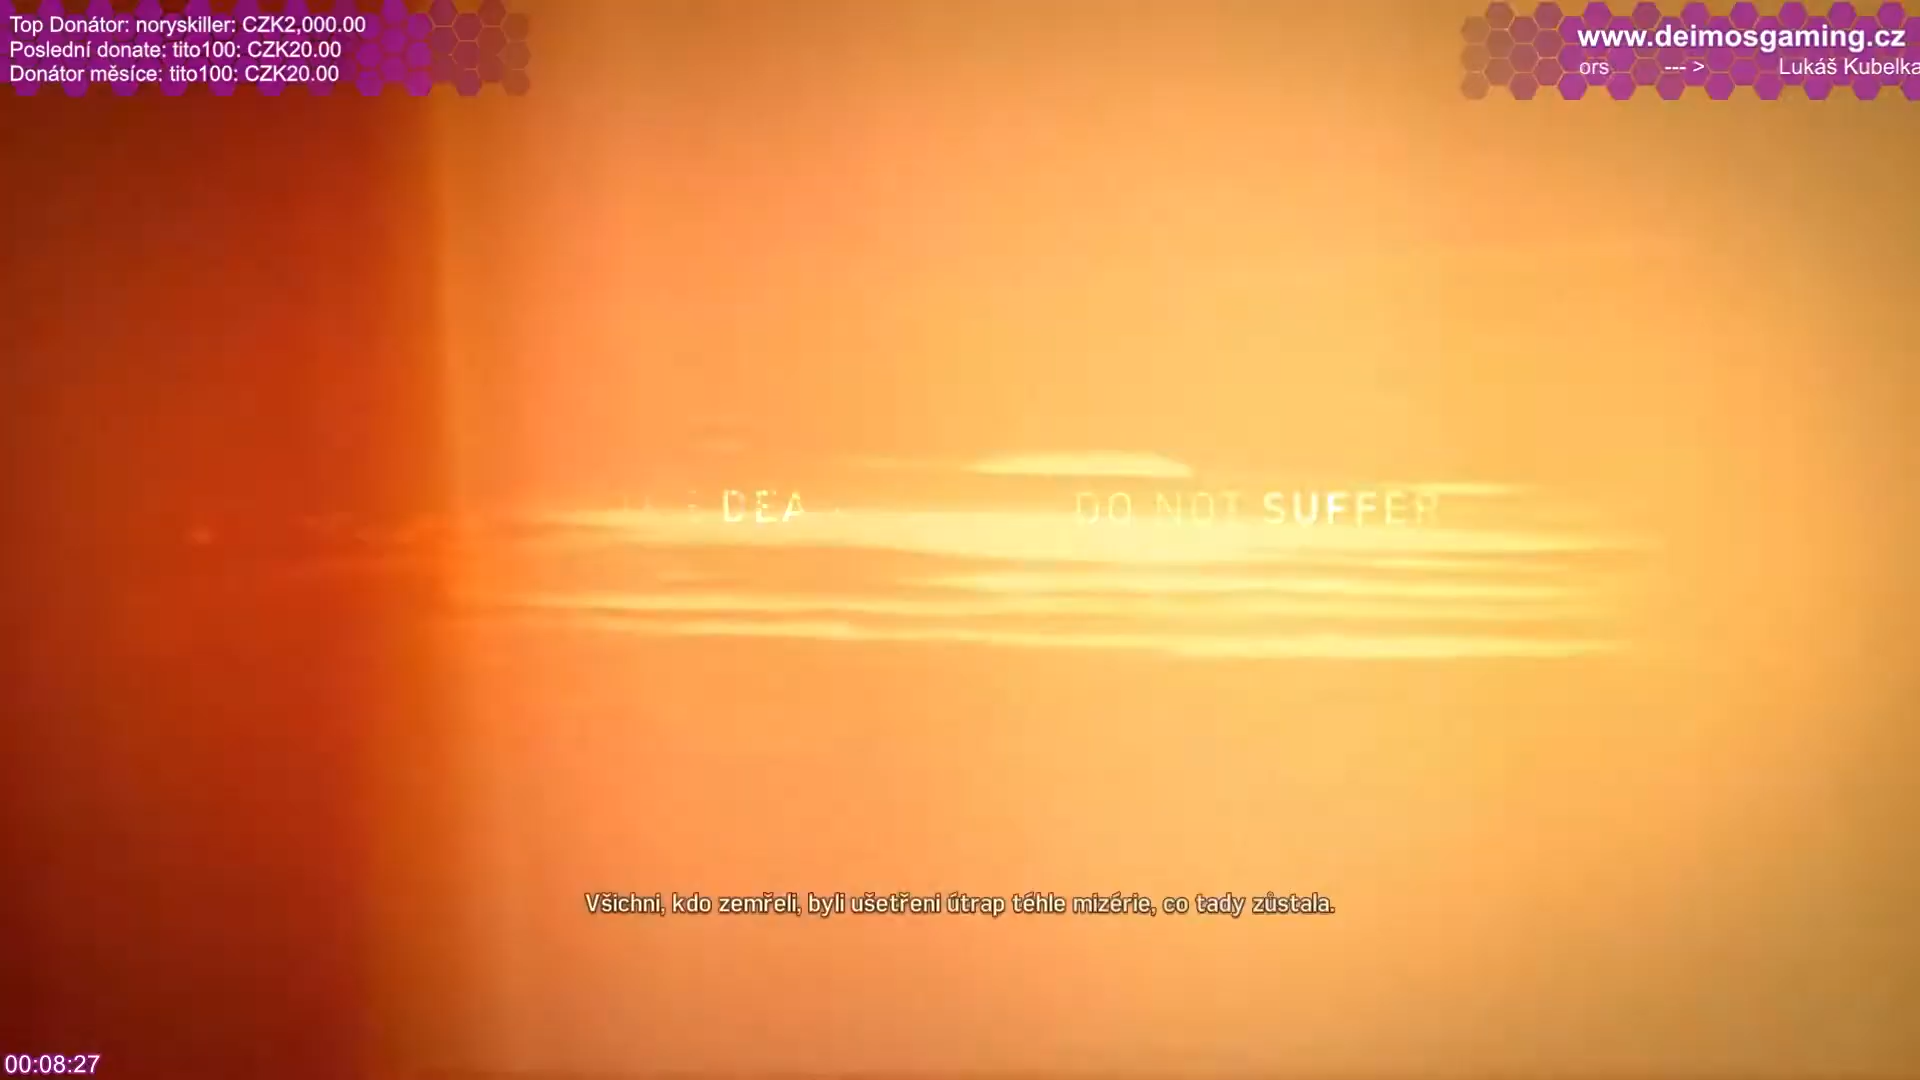 Top Donátor: noryskiller: CZK2,000.00
Poslední donate: tito100: CZK20.00
Donátor měsíce: tito100: CZK20.00
www.deimosgaming.cz
ors --- > Lukáš Kubelka
DO NOT SUFFER
Všichni, kdo zemřeli, byli ušetřeni útrap téhle mizérie, co tady zůstala.
00:08:27